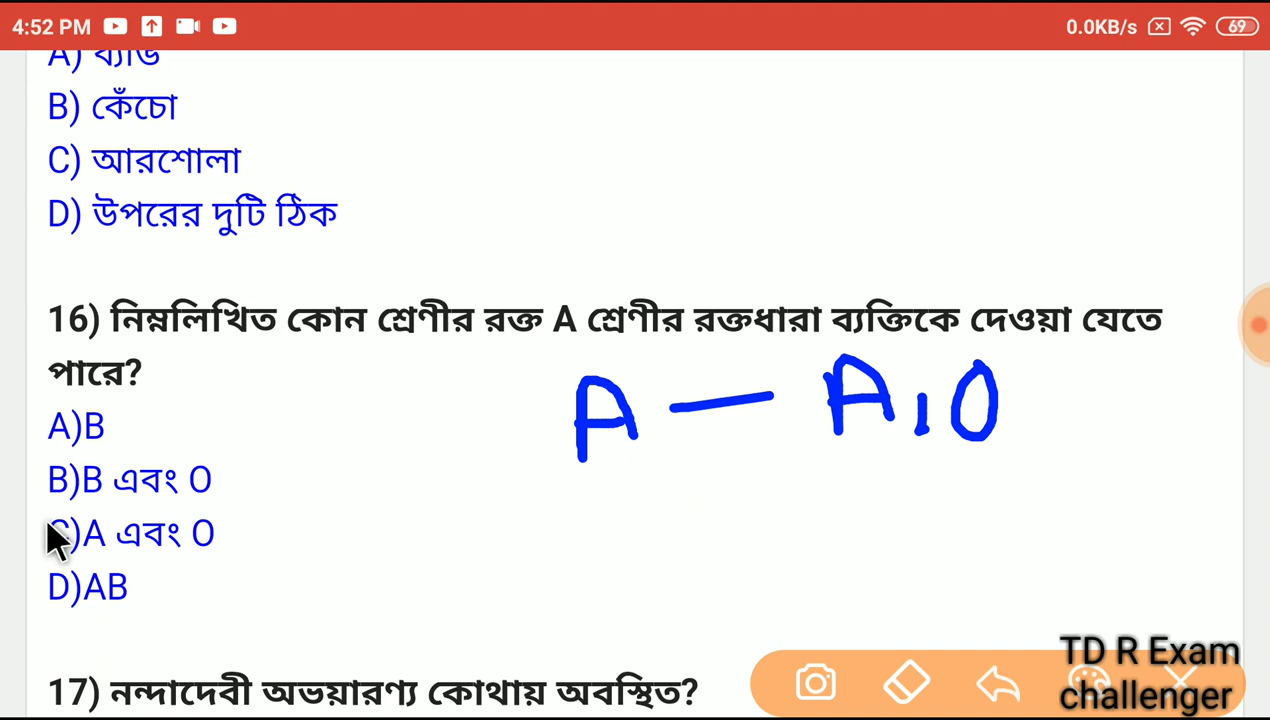 4:52 PM
0.0KB/s
69
A) ব্যাঙ
B) কেঁচো
C) আরশোলা
D) উপরের দুটি ঠিক
16) নিম্নলিখিত কোন শ্রেণীর রক্ত A শ্রেণীর রক্তধারা ব্যক্তিকে দেওয়া যেতে
পারে?
A — A, O
A)B
B)B এবং O
C)A এবং O
D)AB
17) নন্দাদেবী অভয়ারণ্য কোথায় অবস্থিত?
TD R Exam
challenger